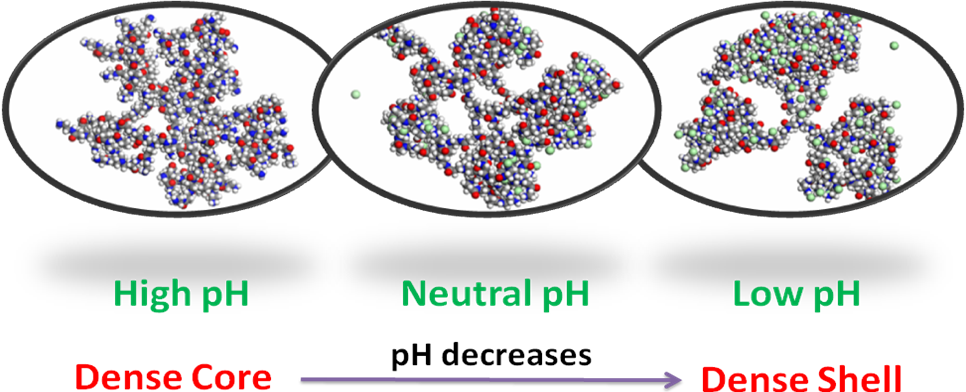 High pH
Neutral pH
Low pH
pH decreases
Dense Core
Dense Shell